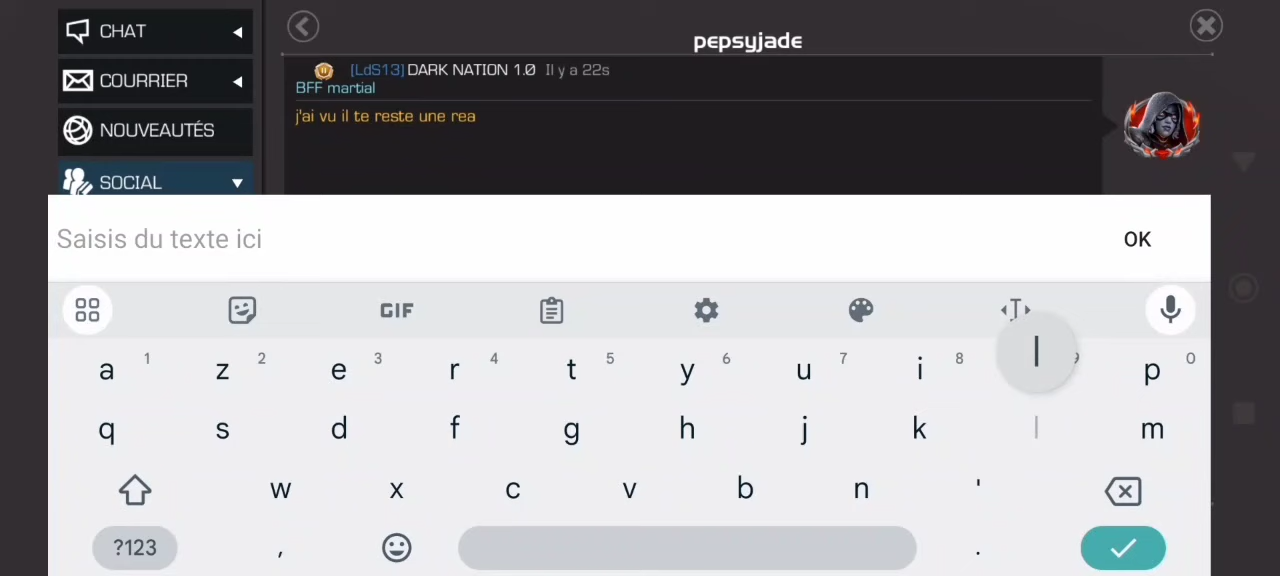 CHAT
COURRIER
NOUVEAUTÉS
SOCIAL
pepsyjade
[LdS13] DARK NATION 1.0 Il y a 22s
BFF martial
j'ai vu il te reste une rea
Saisis du texte ici
OK
GIF
a 1 z 2 e 3 r 4 t 5 y 6 u 7 i 8 l 9 p 0
q s d f g h j k l m
w x c v b n '
?123 , .